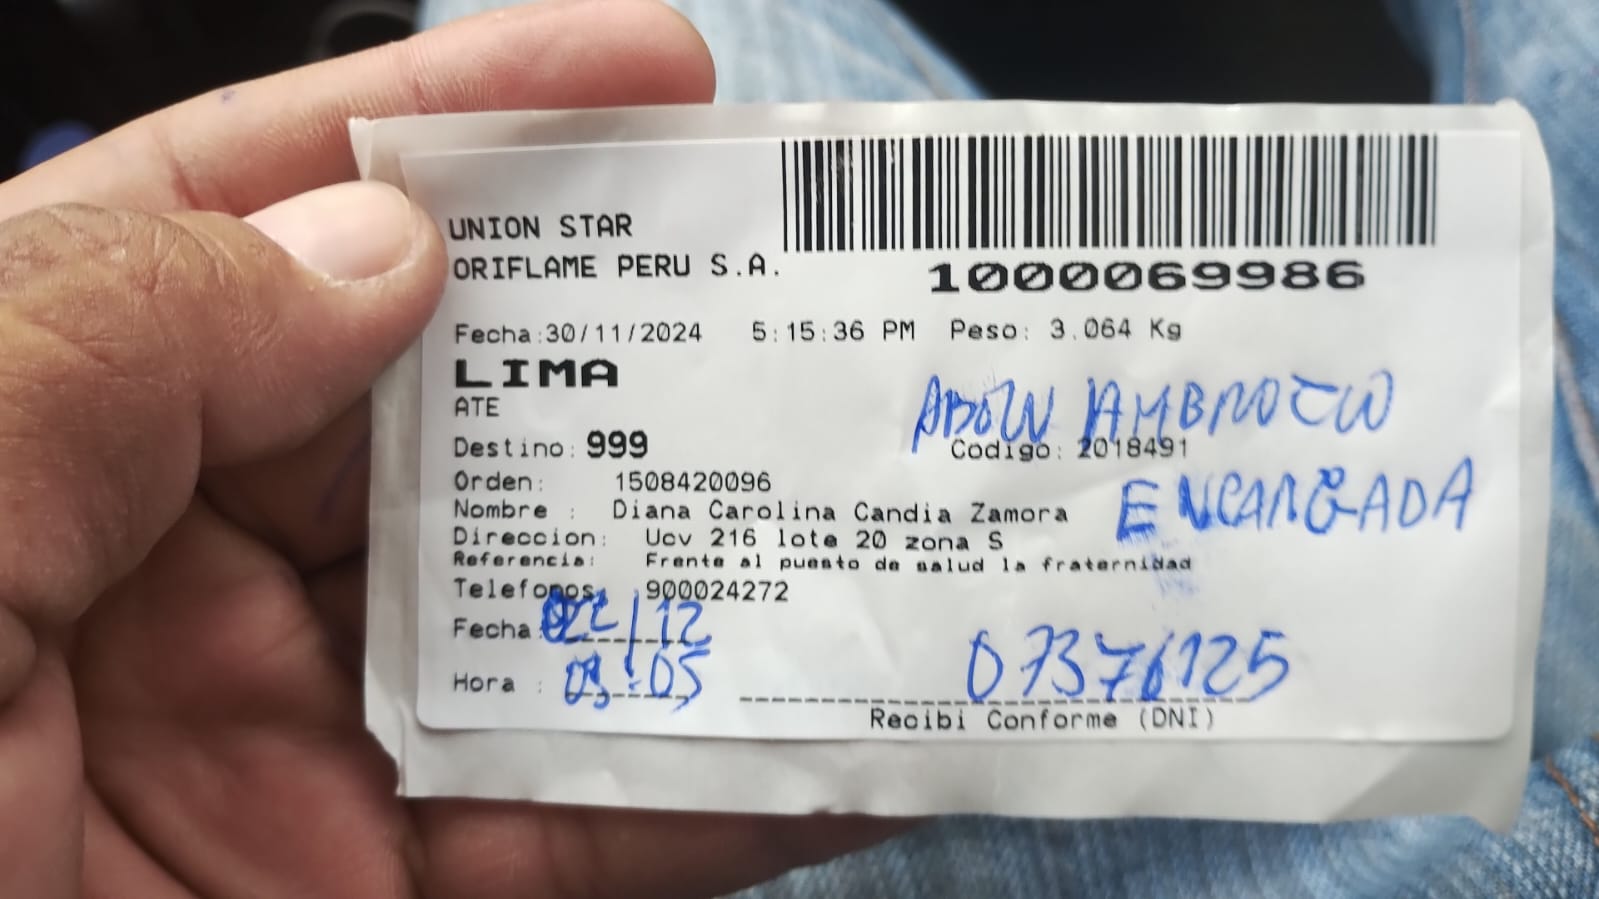 UNION STAR
ORIFLAME PERU S.A.
1000069986
Fecha:30/11/2024 5:15:36 PM Peso: 3.064 Kg
LIMA
ATE
AMBROCIO
Destino: 999
Codigo: 2018491
Orden: 1508420096
ENCARGADA
Nombre : Diana Carolina Candia Zamora
Direccion: Ucv 216 lote 20 zona S
Referencia: Frente al puesto de salud la fraternidad
Telefonos: 900024272
Fecha 02/12
Hora : 03:05
07376125
Recibi Conforme (DNI)